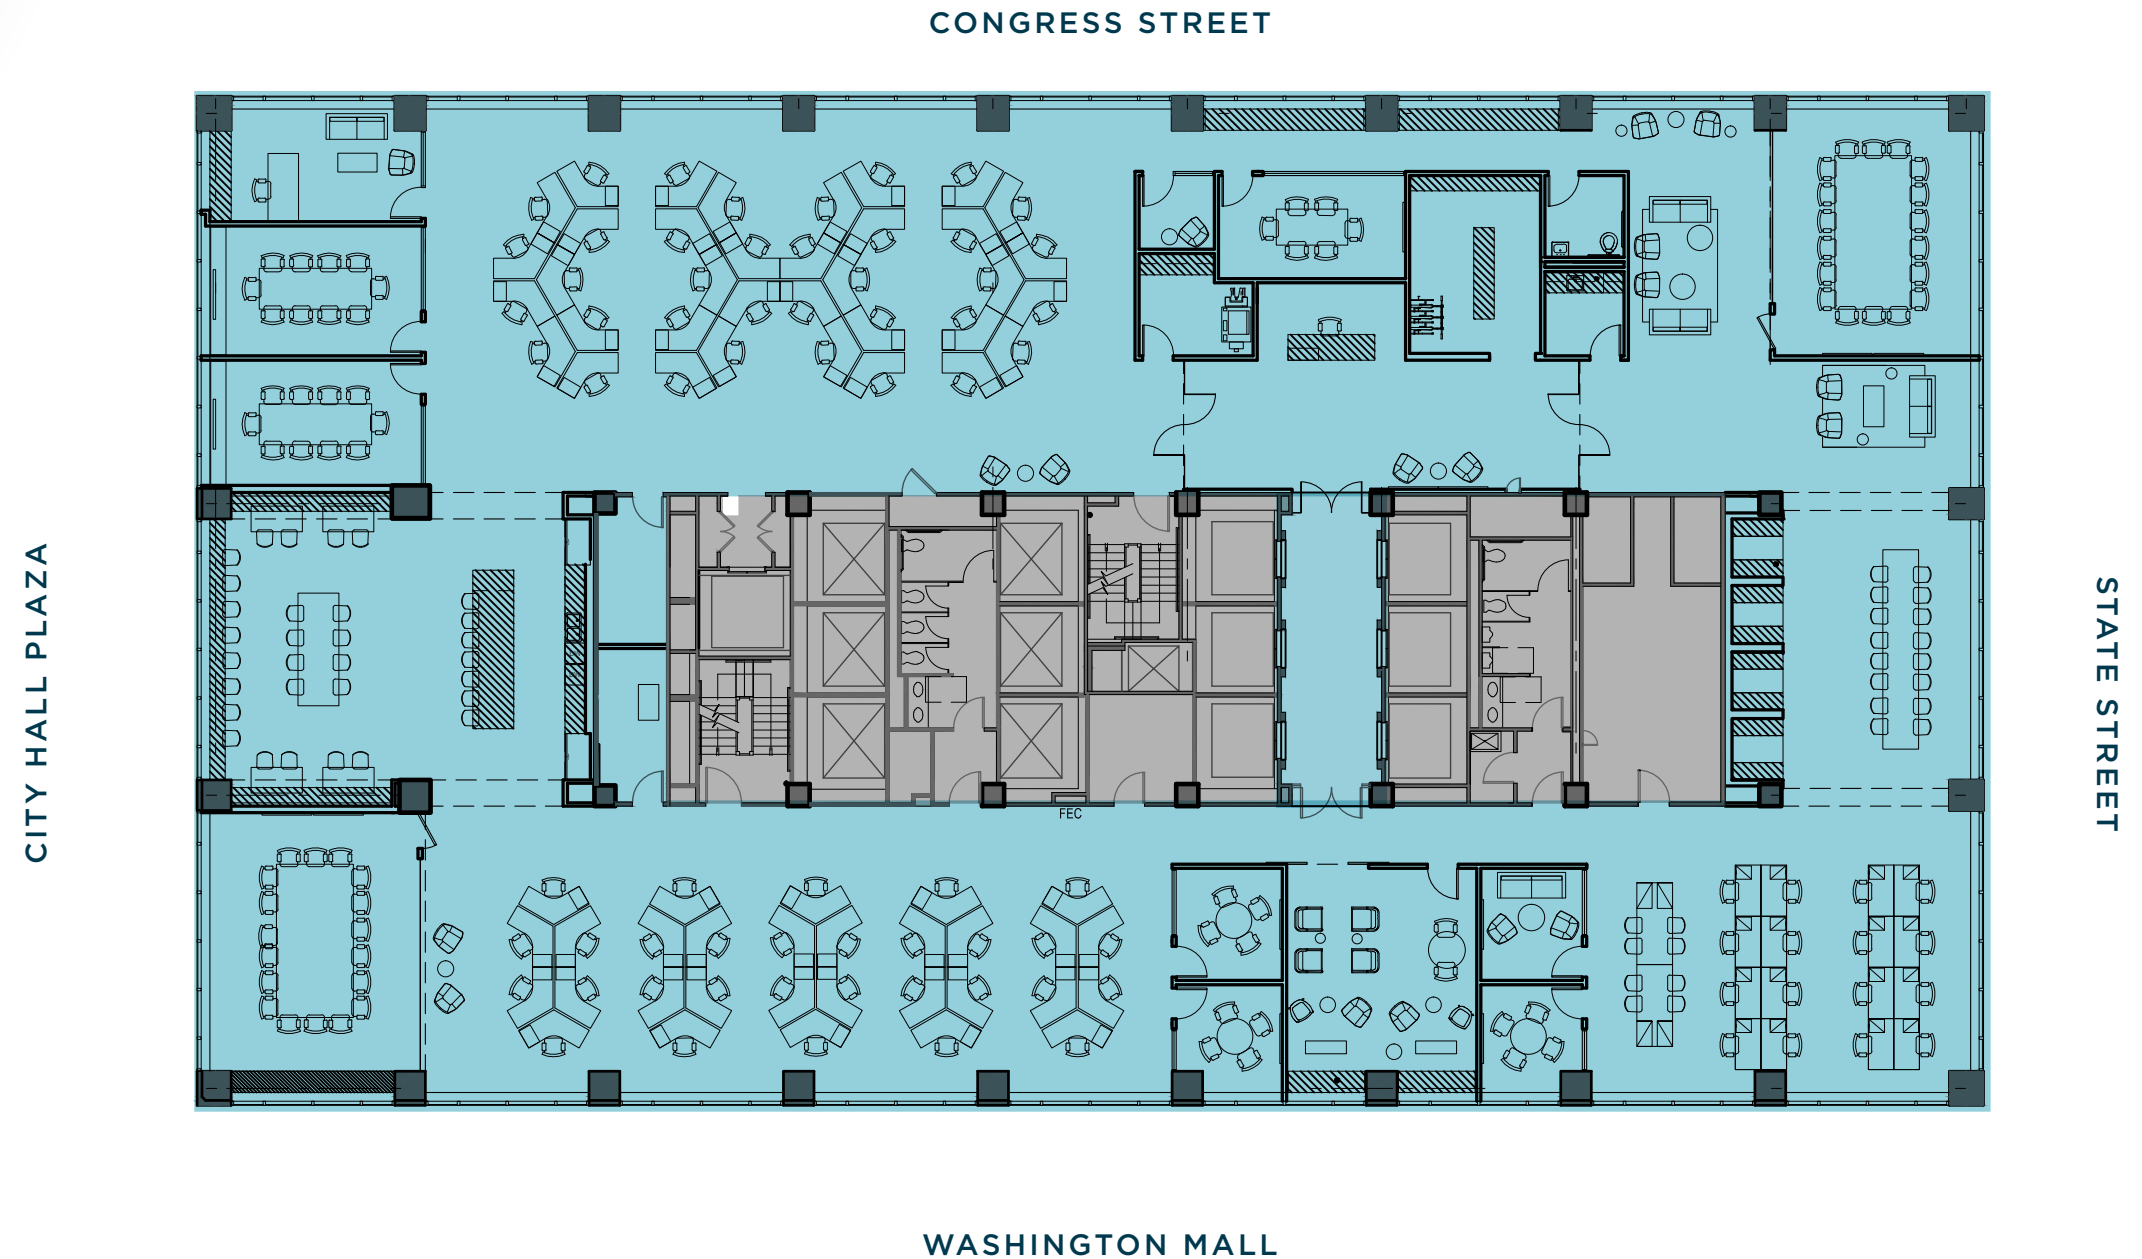 CONGRESS STREET
CITY HALL PLAZA
STATE STREET
FEC
WASHINGTON MALL